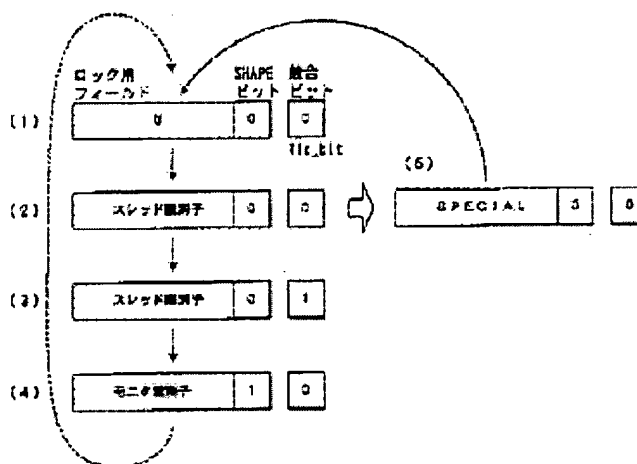 ロック用 SHAPE 競合
フィールド ビット ビット
(1) 0 0 0
flc_bit
(2) スレッド識別子 0 0
(3) スレッド識別子 0 1
(4) モニタ識別子 1 0
(5)
SPECIAL 0 0